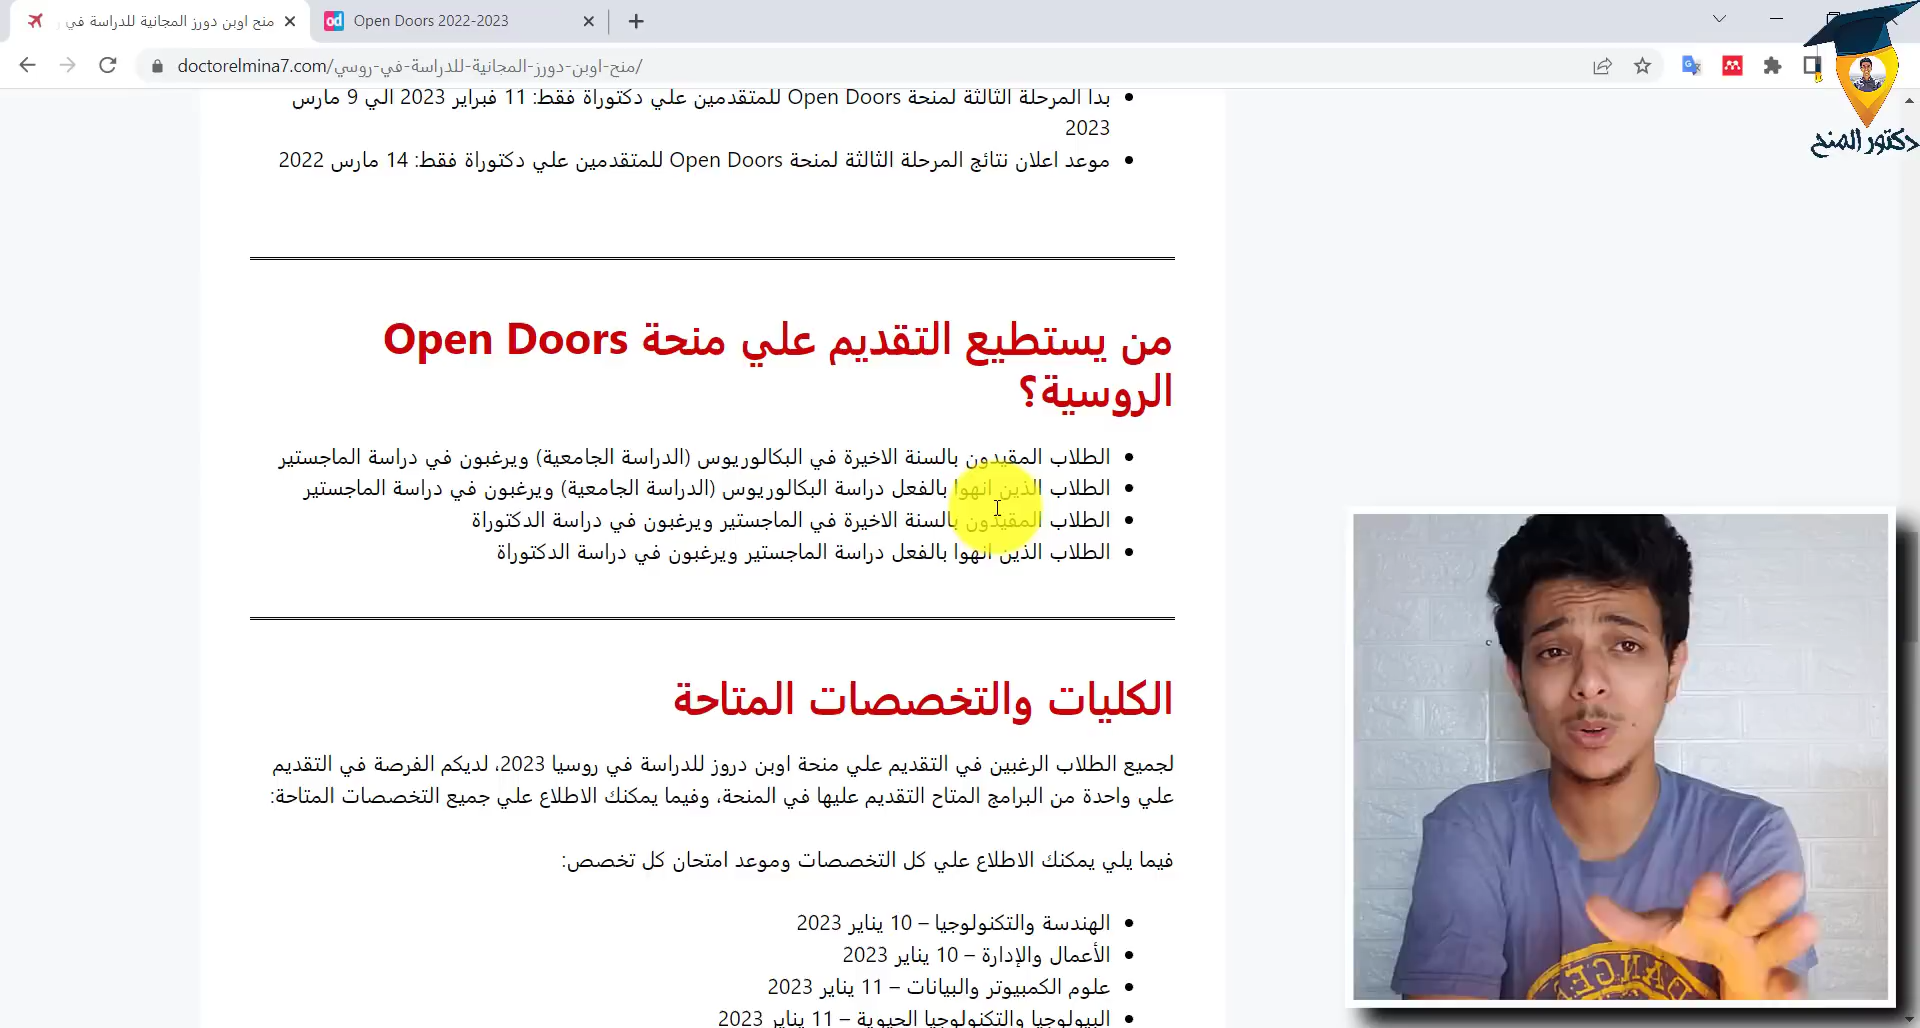 منح اوبن دورز المجانية للدراسة في
Open Doors 2022-2023
doctorelmina7.com/منح-اوبن-دورز-المجانية-للدراسة-في-روسي/
دكتور المنح
بدا المرحلة الثالثة لمنحة Open Doors للمتقدمين علي دكتوراة فقط: 11 فبراير 2023 الي 9 مارس
2023
موعد اعلان نتائج المرحلة الثالثة لمنحة Open Doors للمتقدمين علي دكتوراة فقط: 14 مارس 2022
من يستطيع التقديم علي منحة Open Doors
الروسية؟
الطلاب المقيدون بالسنة الاخيرة في البكالوريوس (الدراسة الجامعية) ويرغبون في دراسة الماجستير
الطلاب الذين انهوا بالفعل دراسة البكالوريوس (الدراسة الجامعية) ويرغبون في دراسة الماجستير
الطلاب المقيدون بالسنة الاخيرة في الماجستير ويرغبون في دراسة الدكتوراة
الطلاب الذين انهوا بالفعل دراسة الماجستير ويرغبون في دراسة الدكتوراة
الكليات والتخصصات المتاحة
لجميع الطلاب الرغبين في التقديم علي منحة اوبن دروز للدراسة في روسيا 2023، لديكم الفرصة في التقديم
علي واحدة من البرامج المتاح التقديم عليها في المنحة، وفيما يمكنك الاطلاع علي جميع التخصصات المتاحة:
فيما يلي يمكنك الاطلاع علي كل التخصصات وموعد امتحان كل تخصص:
الهندسة والتكنولوجيا – 10 يناير 2023
الأعمال والإدارة – 10 يناير 2023
علوم الكمبيوتر والبيانات – 11 يناير 2023
البيولوجيا والتكنولوجيا الحيوية – 11 يناير 2023